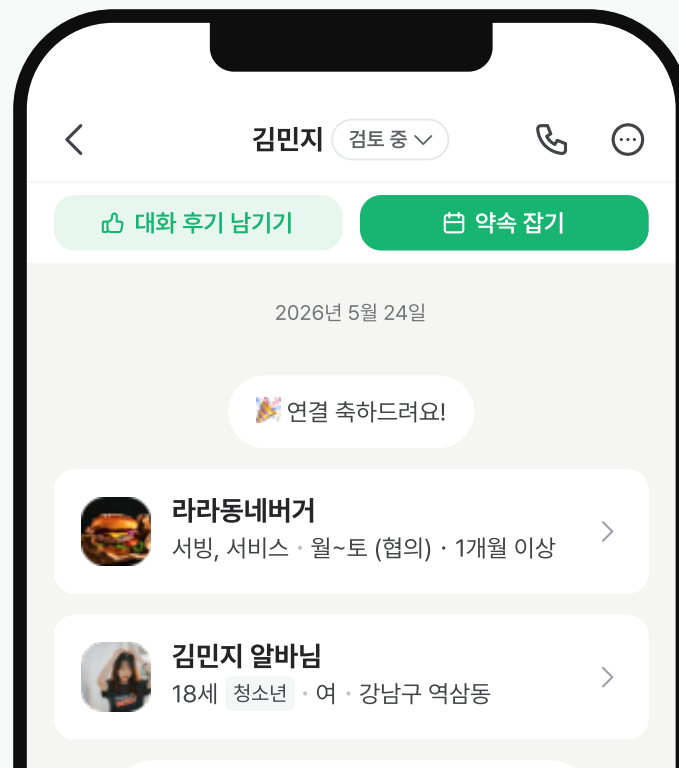 김민지 검토 중
대화 후기 남기기
약속 잡기
2026년 5월 24일
🎉 연결 축하드려요!
라라동네버거
서빙, 서비스 · 월~토 (협의) · 1개월 이상
김민지 알바님
18세 청소년 · 여 · 강남구 역삼동